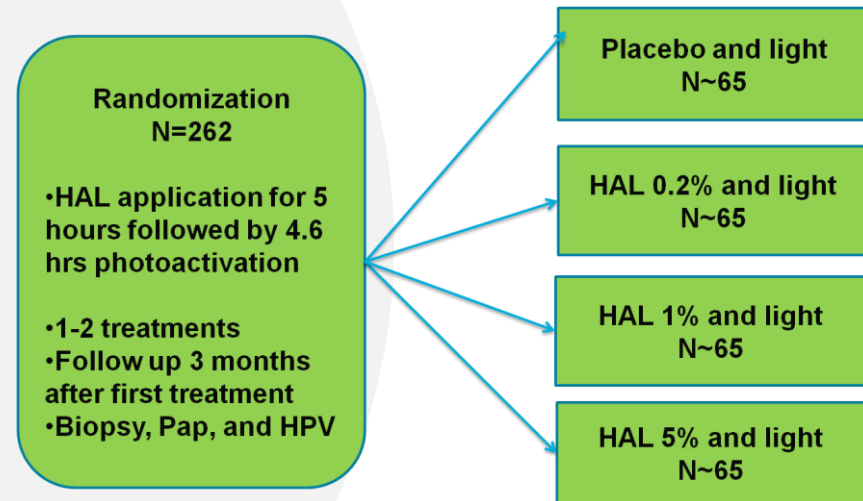 Randomization
N=262
•HAL application for 5
hours followed by 4.6
hrs photoactivation
•1-2 treatments
•Follow up 3 months
after first treatment
•Biopsy, Pap, and HPV
Placebo and light
N~65
HAL 0.2% and light
N~65
HAL 1% and light
N~65
HAL 5% and light
N~65